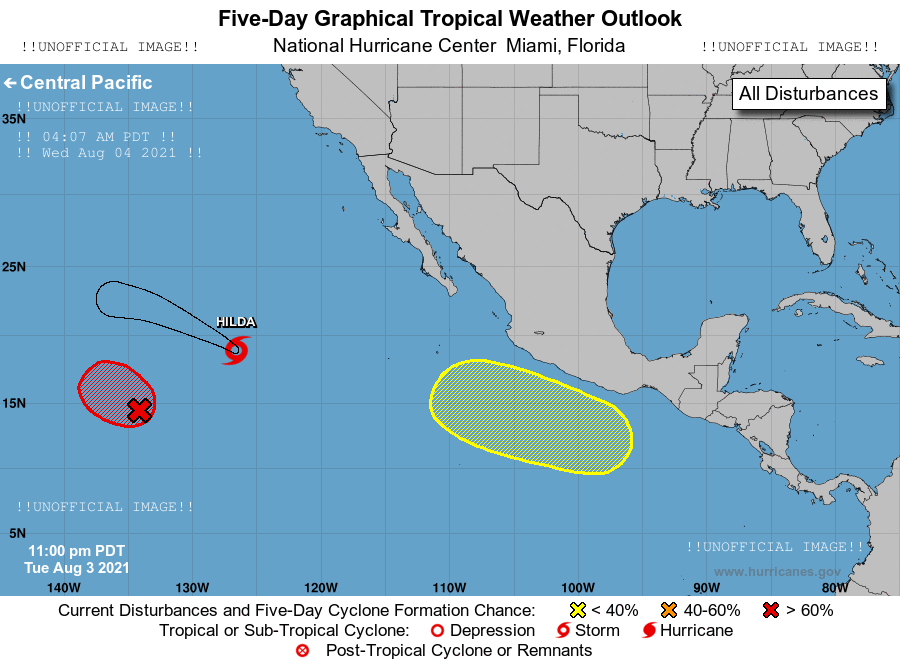 Five-Day Graphical Tropical Weather Outlook
!!UNOFFICIAL IMAGE!! National Hurricane Center Miami, Florida !!UNOFFICIAL IMAGE!!
← Central Pacific
All Disturbances
!!UNOFFICIAL IMAGE!!
35N
!! 04:07 AM PDT !!
!! Wed Aug 04 2021 !!
25N
HILDA
15N
!!UNOFFICIAL IMAGE!!
5N
11:00 pm PDT
Tue Aug 3 2021
!!UNOFFICIAL IMAGE!!
www.hurricanes.gov
140W 130W 120W 110W 100W 90W 80W
Current Disturbances and Five-Day Cyclone Formation Chance: < 40% 40-60% > 60%
Tropical or Sub-Tropical Cyclone: Depression Storm Hurricane
Post-Tropical Cyclone or Remnants